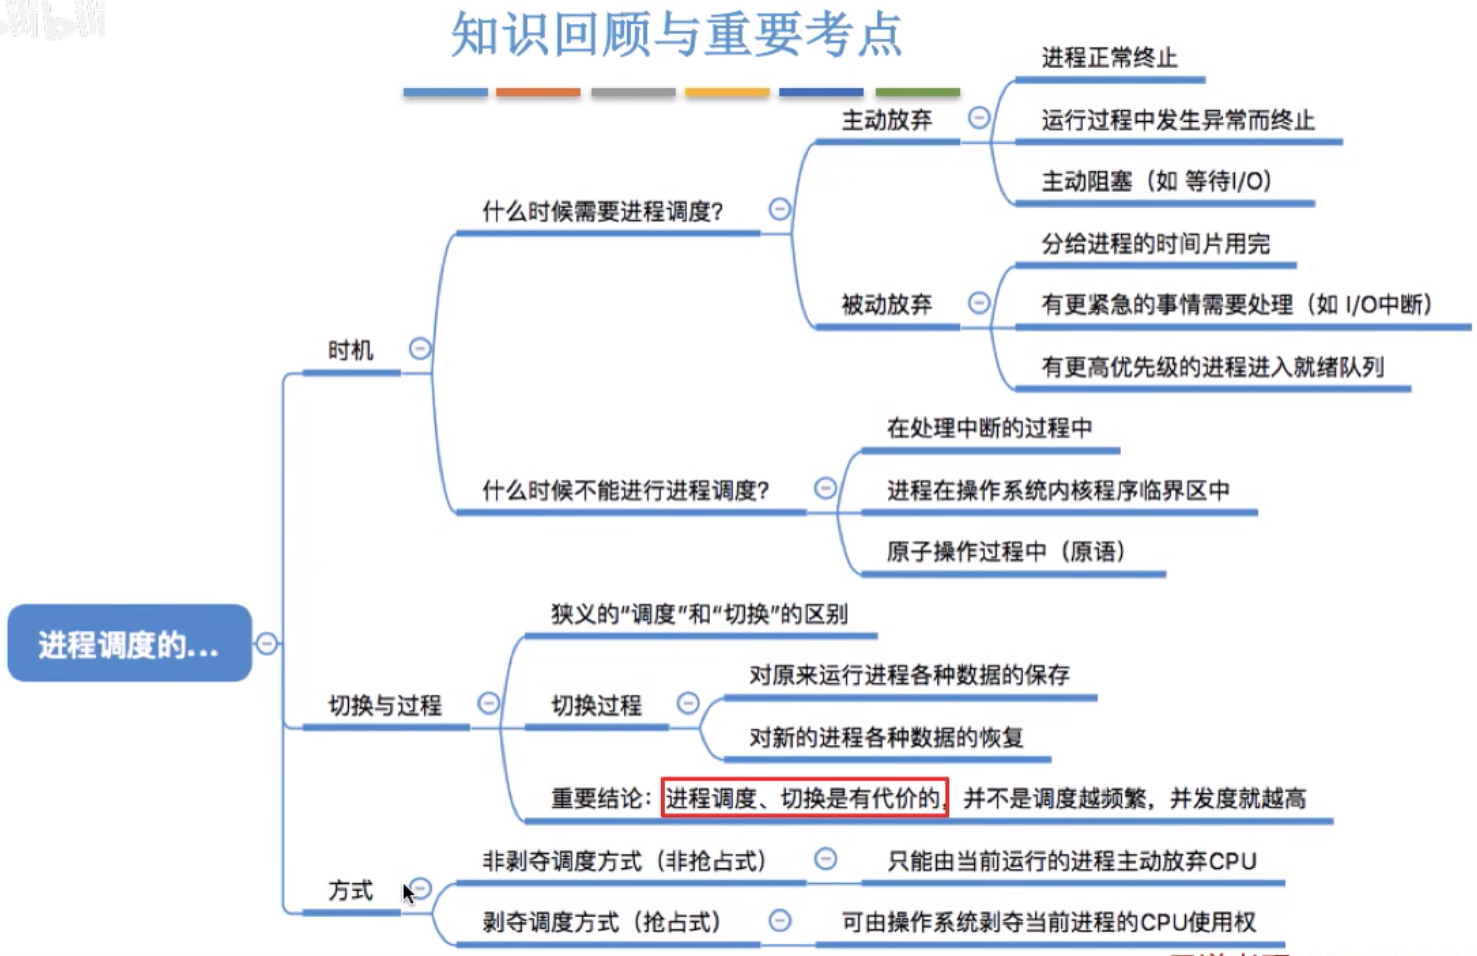 知识回顾与重要考点
进程正常终止
主动放弃
运行过程中发生异常而终止
主动阻塞（如 等待I/O）
什么时候需要进程调度？
分给进程的时间片用完
被动放弃
有更紧急的事情需要处理（如 I/O中断）
有更高优先级的进程进入就绪队列
时机
在处理中断的过程中
什么时候不能进行进程调度？
进程在操作系统内核程序临界区中
原子操作过程中（原语）
进程调度的...
狭义的“调度”和“切换”的区别
对原来运行进程各种数据的保存
切换与过程
切换过程
对新的进程各种数据的恢复
重要结论：进程调度、切换是有代价的，并不是调度越频繁，并发度就越高
非剥夺调度方式（非抢占式）
只能由当前运行的进程主动放弃CPU
方式
剥夺调度方式（抢占式）
可由操作系统剥夺当前进程的CPU使用权